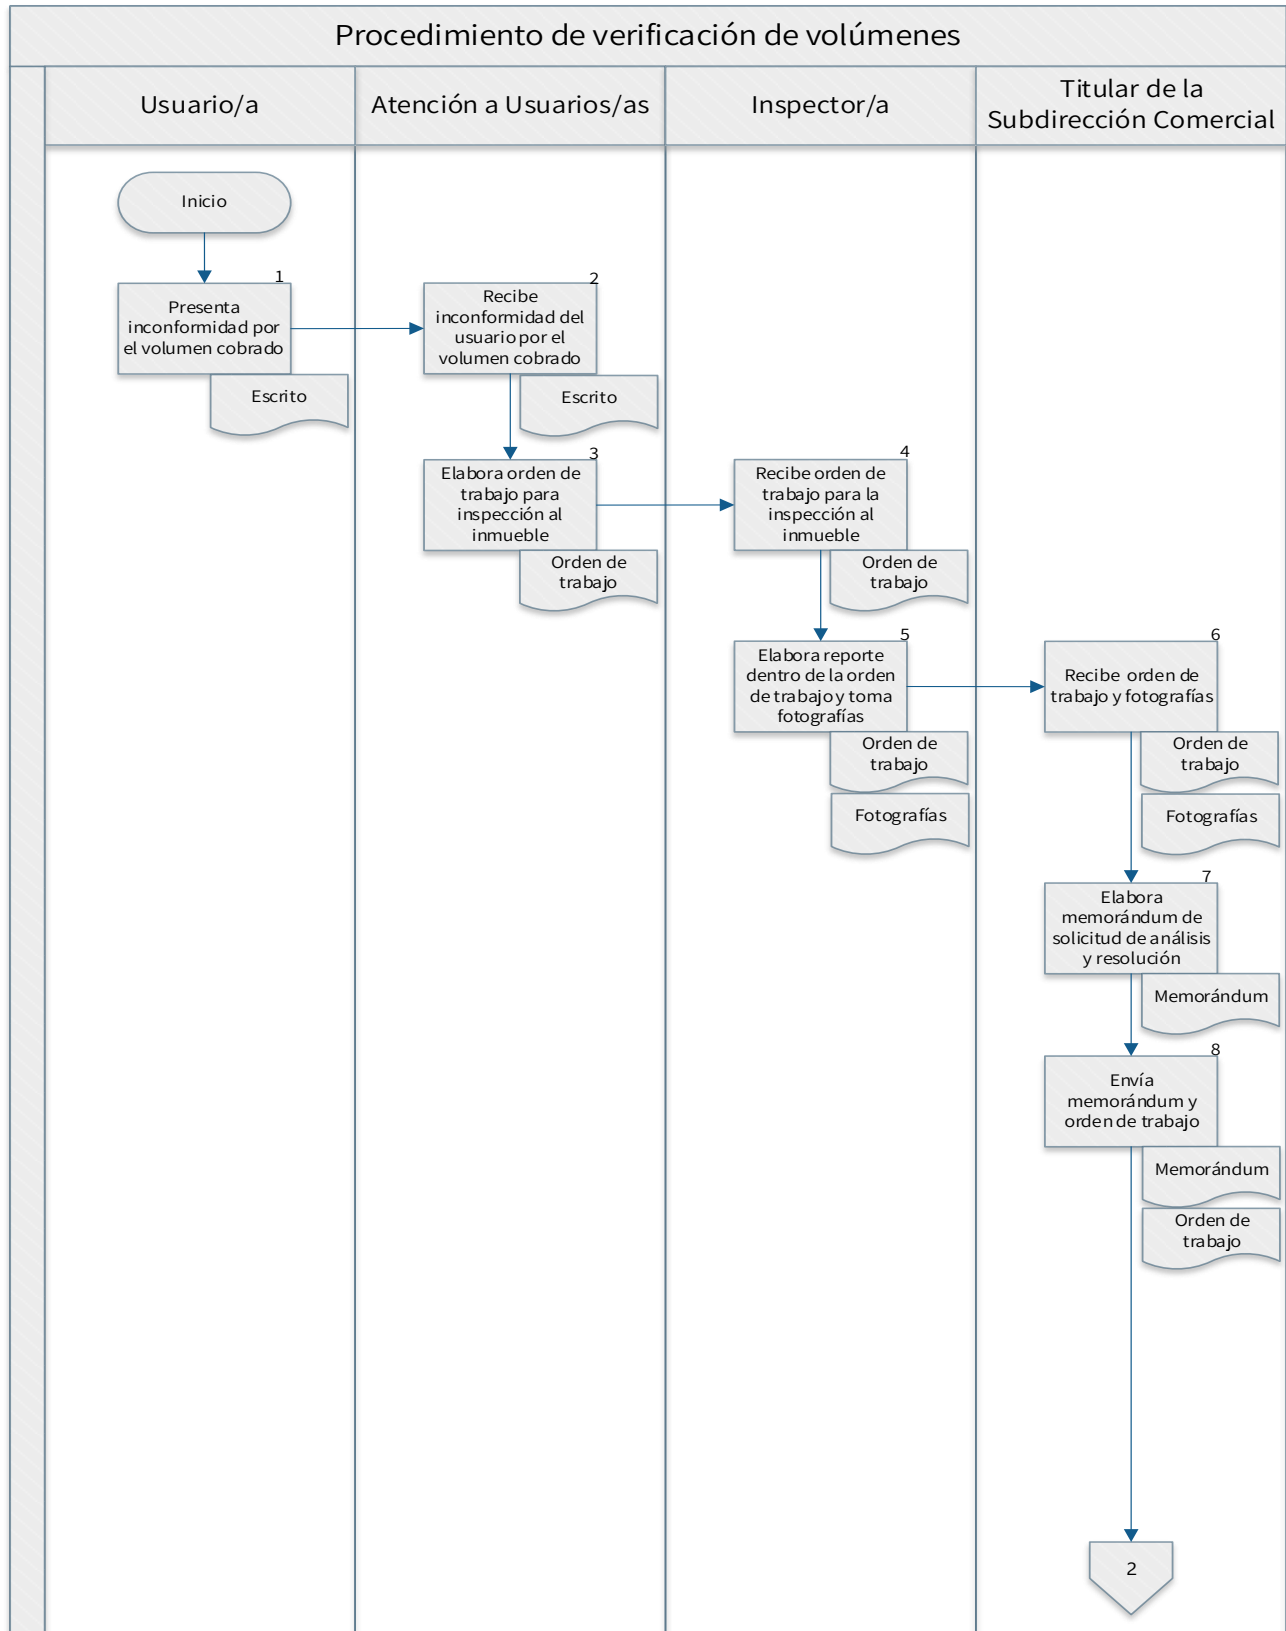 Procedimiento de verificación de volúmenes
Usuario/a
Atención a Usuarios/as
Inspector/a
Titular de la
Subdirección Comercial
Inicio
1
Presenta
inconformidad por
el volumen cobrado
Escrito
2
Recibe
inconformidad del
usuario por el
volumen cobrado
Escrito
3
Elabora orden de
trabajo para
inspección al
inmueble
Orden de
trabajo
4
Recibe orden de
trabajo para la
inspección al
inmueble
Orden de
trabajo
5
Elabora reporte
dentro de la orden
de trabajo y toma
fotografías
Orden de
trabajo
Fotografías
6
Recibe orden de
trabajo y fotografías
Orden de
trabajo
Fotografías
7
Elabora
memorándum de
solicitud de análisis
y resolución
Memorándum
8
Envía
memorándum y
orden de trabajo
Memorándum
Orden de
trabajo
2